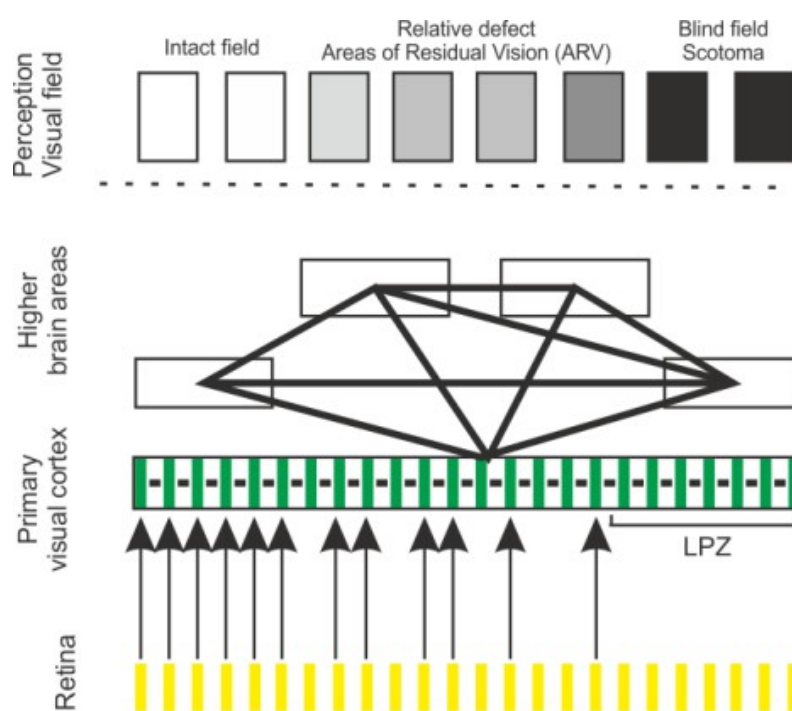 Intact field
Relative defect
Areas of Residual Vision (ARV)
Blind field
Scotoma
Perception
Visual field
Higher
brain areas
Primary
visual cortex
LPZ
Retina